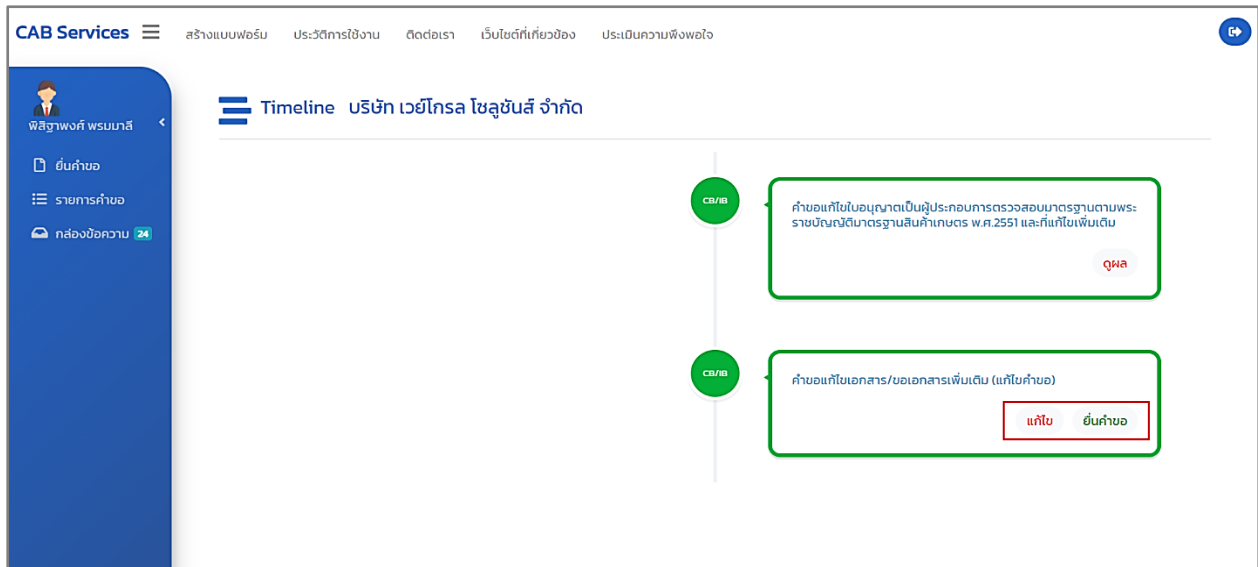 CAB Services
สร้างแบบฟอร์ม ประวัติการใช้งาน ติดต่อเรา เว็บไซต์ที่เกี่ยวข้อง ประเมินความพึงพอใจ
พิสิฐาพงศ์ พรมมาลี
ยื่นคำขอ
รายการคำขอ
กล่องข้อความ 24
Timeline บริษัท เวย์โกรล โซลูชันส์ จำกัด
CB/IB
คำขอแก้ไขใบอนุญาตเป็นผู้ประกอบการตรวจสอบมาตรฐานตามพระ
ราชบัญญัติมาตรฐานสินค้าเกษตร พ.ศ.2551 และที่แก้ไขเพิ่มเติม
ดูผล
CB/IB
คำขอแก้ไขเอกสาร/ขอเอกสารเพิ่มเติม (แก้ไขคำขอ)
แก้ไข ยื่นคำขอ